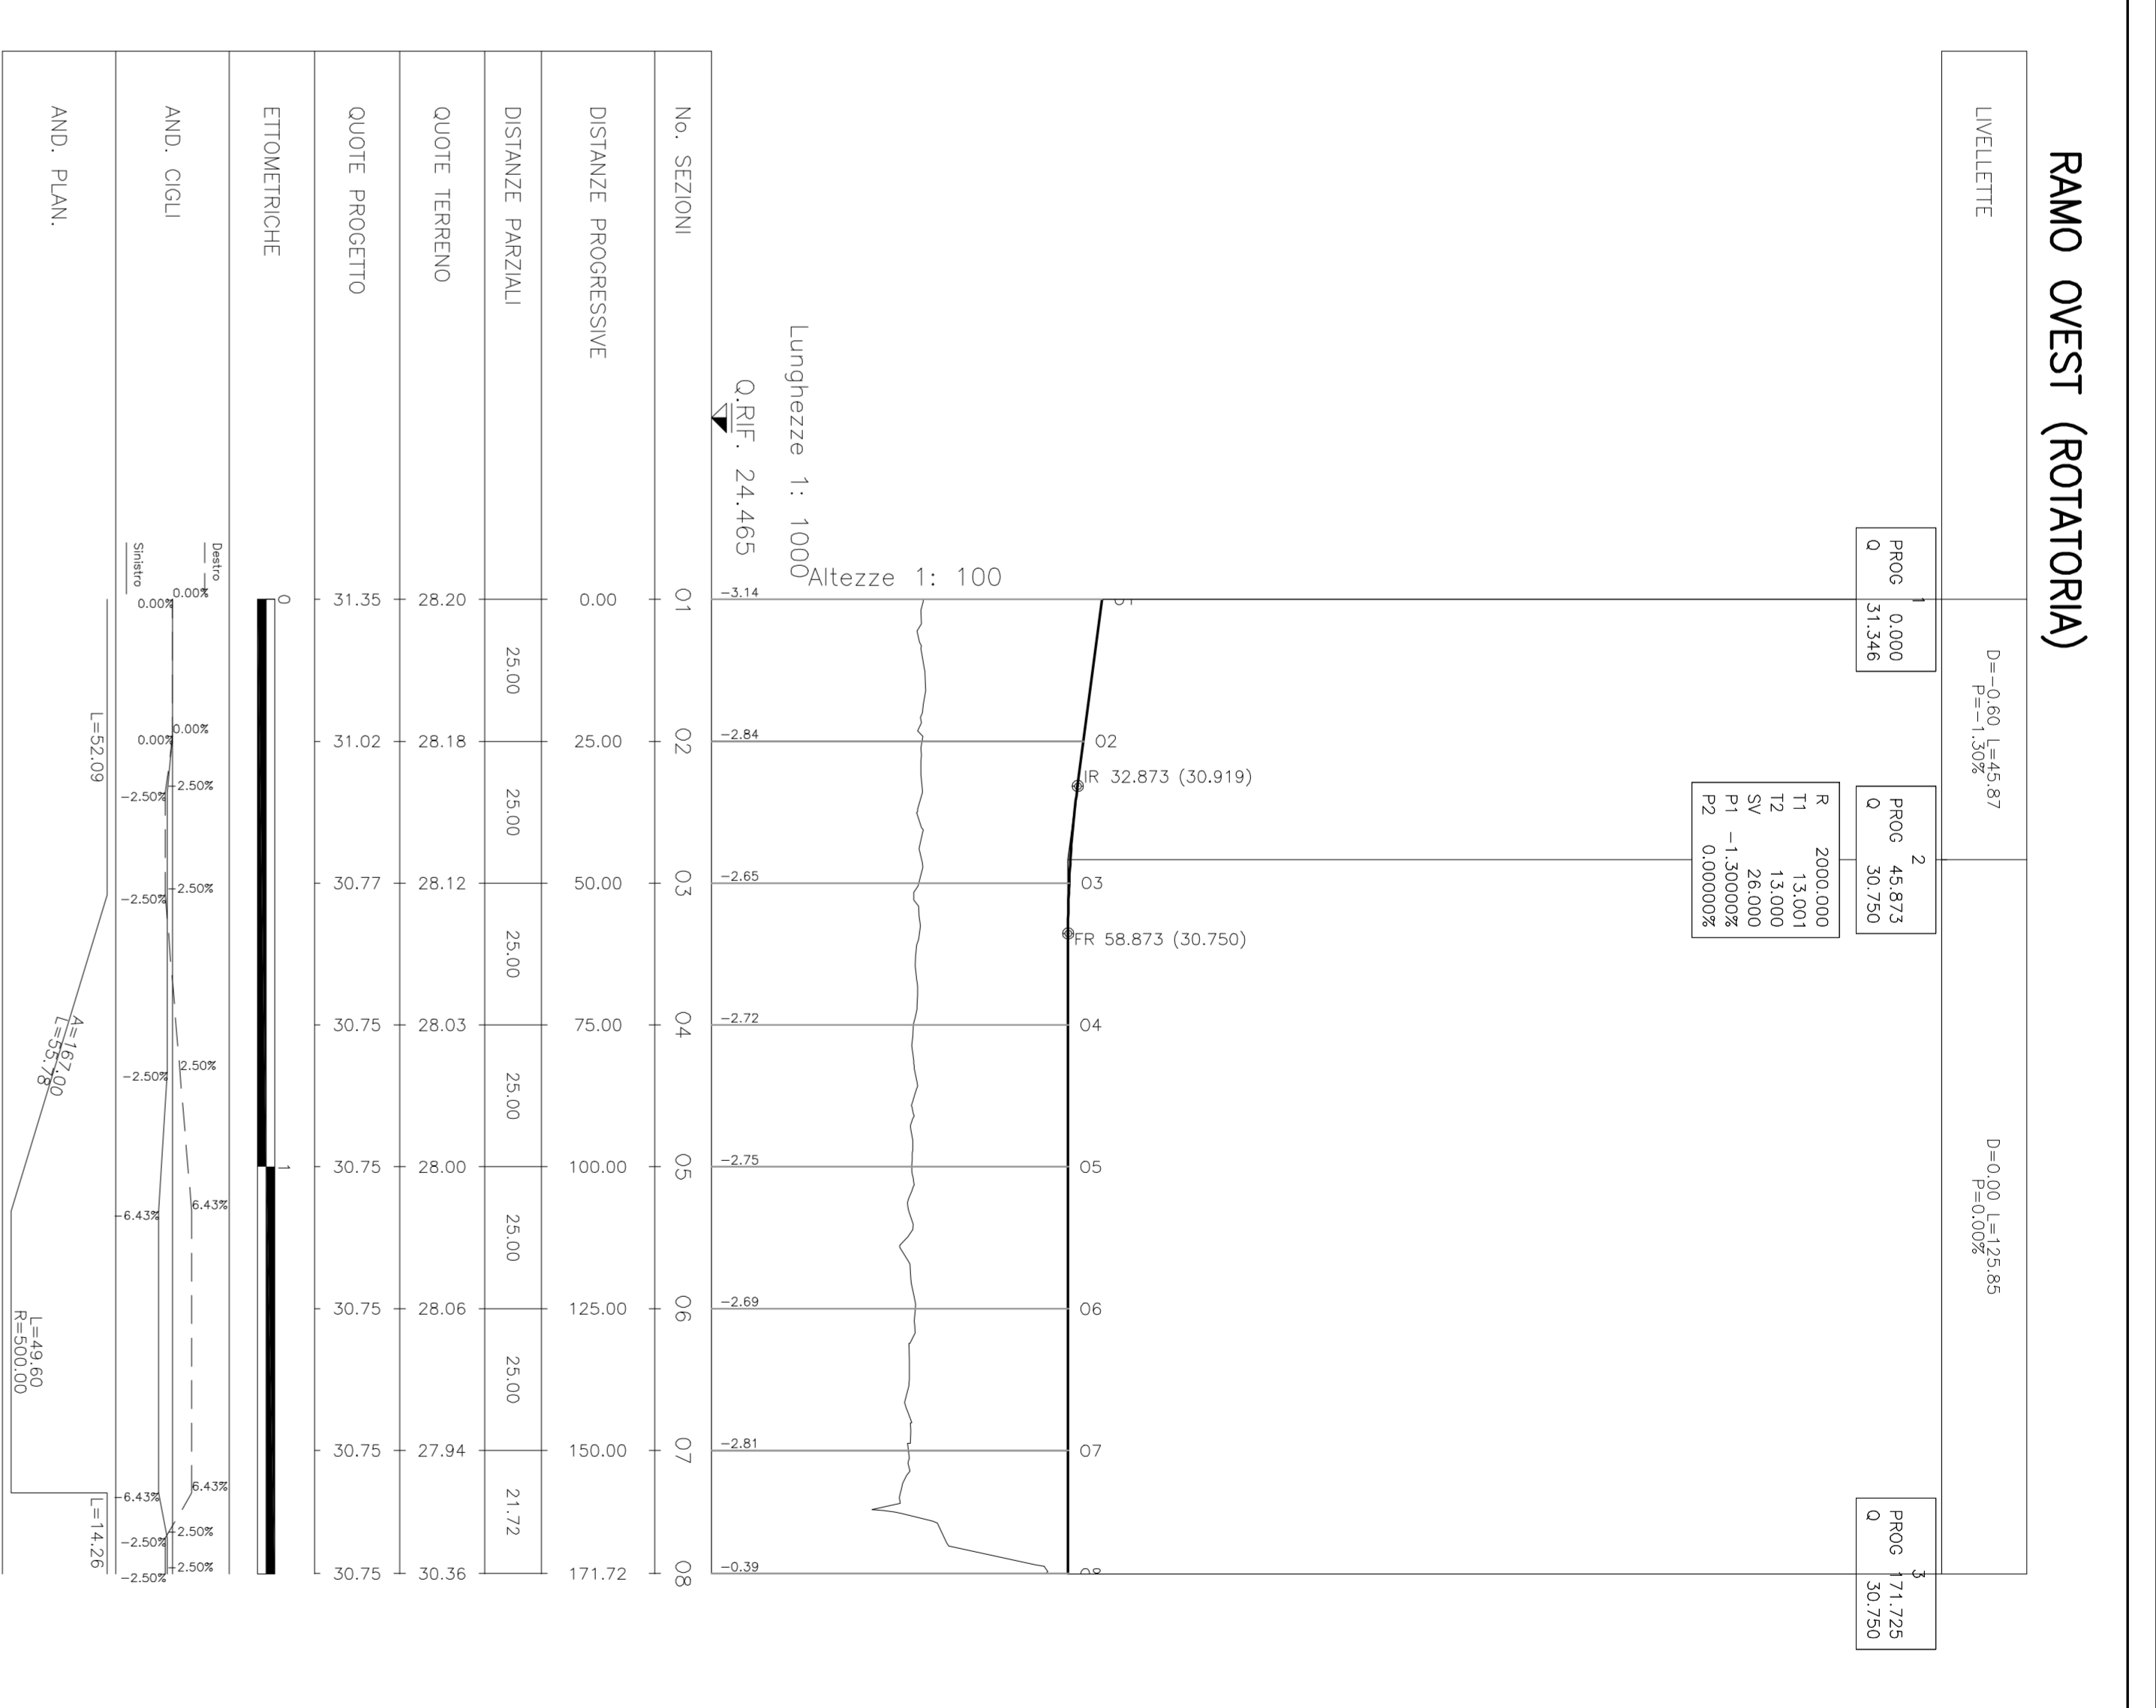 RAMO OVEST (ROTATORIA)
LIVELLETTE
D=-0.60 L=45.87
P=-1.30%
D=0.00 L=125.85
P=0.00%
1
PROG 0.000
Q 31.346
2
PROG 45.873
Q 30.750
3
PROG 171.725
Q 30.750
R 2000.000
T1 13.001
T2 13.000
SV 26.000
P1 -1.30000%
P2 0.00000%
IR 32.873 (30.919)
FR 58.873 (30.750)
02
03
04
05
06
07
Altezze 1: 100
Lunghezze 1: 1000
Q.RIF. 24.465
-3.14
-2.84
-2.65
-2.72
-2.75
-2.69
-2.81
-0.39
No. SEZIONI
01
02
03
04
05
06
07
08
DISTANZE PROGRESSIVE
0.00
25.00
50.00
75.00
100.00
125.00
150.00
171.72
DISTANZE PARZIALI
25.00
25.00
25.00
25.00
25.00
25.00
21.72
QUOTE TERRENO
28.20
28.18
28.12
28.03
28.00
28.06
27.94
30.36
QUOTE PROGETTO
31.35
31.02
30.77
30.75
30.75
30.75
30.75
30.75
ETTOMETRICHE
0
1
AND. CIGLI
Destro
Sinistro
0.00%
0.00%
-2.50%
-2.50%
2.50%
6.43%
6.43%
-2.50%
-2.50%
0.00%
0.00%
-2.50%
-2.50%
-2.50%
-6.43%
-6.43%
-2.50%
-2.50%
AND. PLAN.
L=52.09
A=167.00
L=55.78
L=49.60
R=500.00
L=14.26